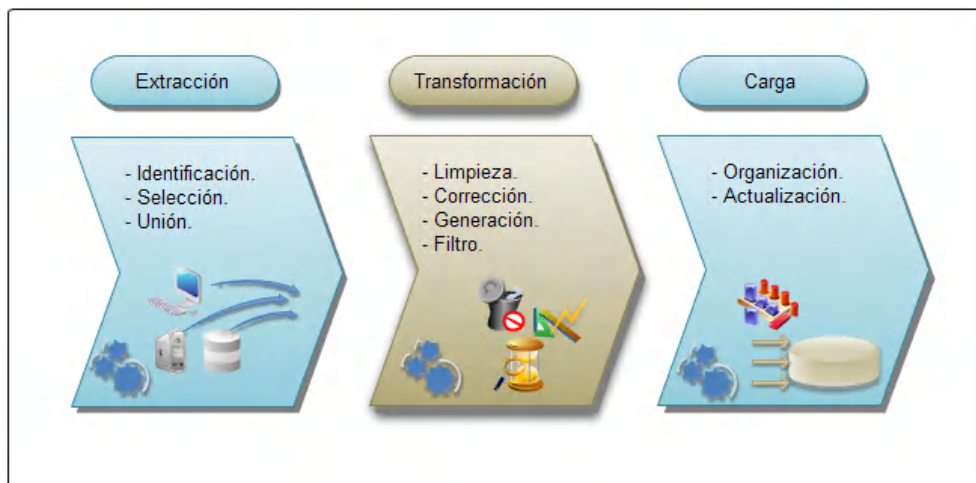 Extracción
- Identificación.
- Selección.
- Unión.
Transformación
- Limpieza.
- Corrección.
- Generación.
- Filtro.
Carga
- Organización.
- Actualización.